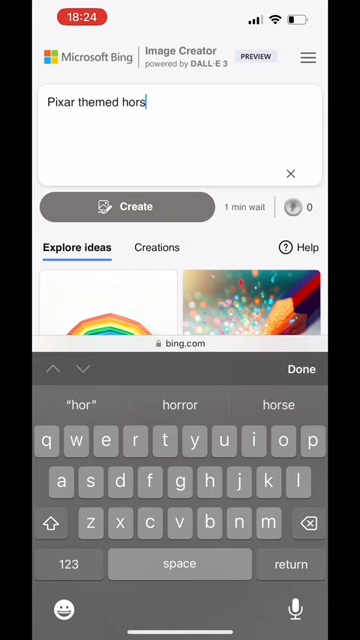 18:24
Microsoft Bing
Image Creator
powered by DALL·E 3
PREVIEW
Pixar themed hors
Create
1 min wait
0
Explore ideas
Creations
Help
bing.com
Done
“hor”
horror
horse
q w e r t y u i o p
a s d f g h j k l
z x c v b n m
123
space
return